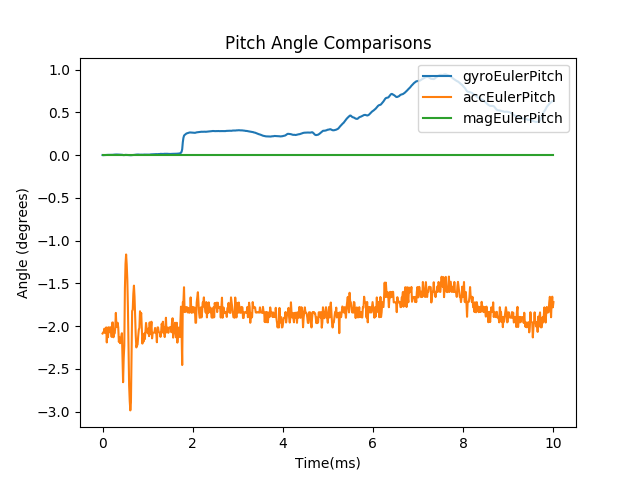 Pitch Angle Comparisons
gyroEulerPitch
accEulerPitch
magEulerPitch
1.0
0.5
0.0
−0.5
−1.0
−1.5
−2.0
−2.5
−3.0
Angle (degrees)
0 2 4 6 8 10
Time(ms)